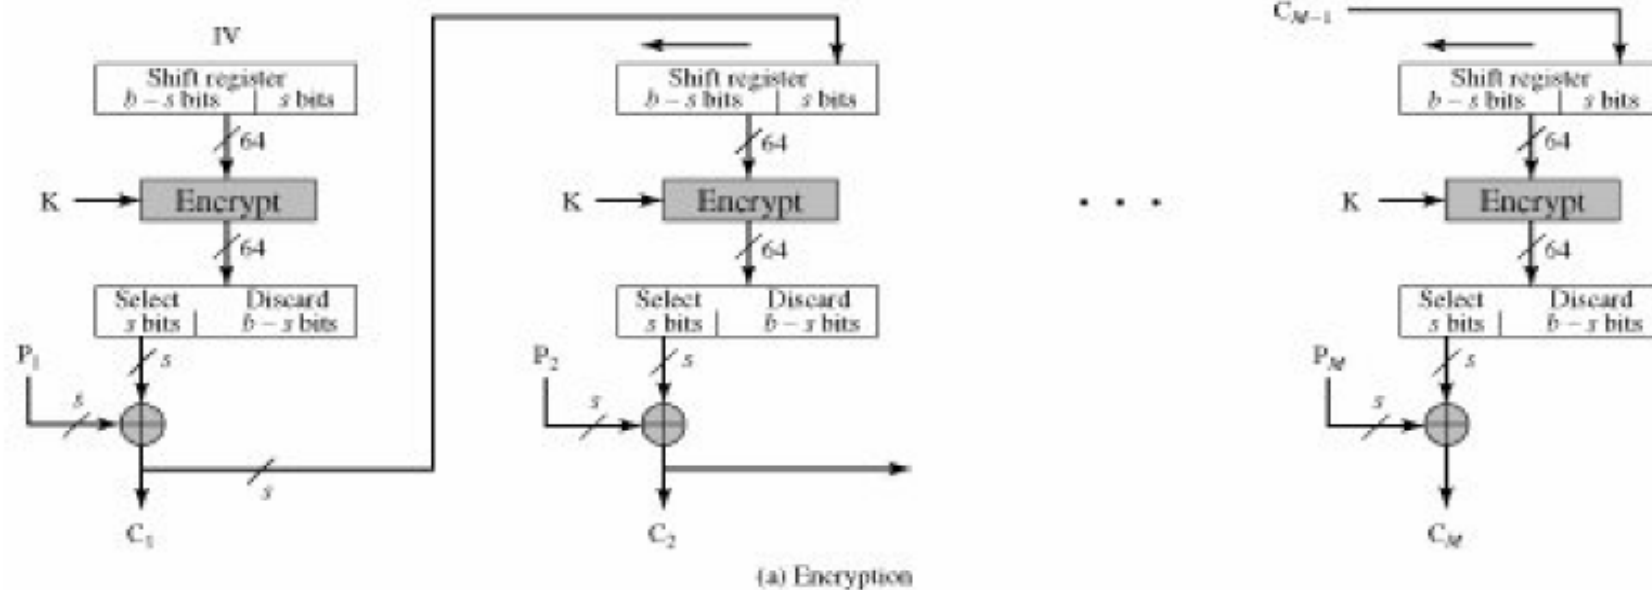 IV
Shift register
b – s bits | s bits
64
K
Encrypt
64
Select Discard
s bits | b – s bits
P1
s
s
s
C1
Shift register
b – s bits | s bits
64
K
Encrypt
64
Select Discard
s bits | b – s bits
P2
s
s
C2
. . .
CM–1
Shift register
b – s bits | s bits
64
K
Encrypt
64
Select Discard
s bits | b – s bits
PM
s
s
CM
(a) Encryption